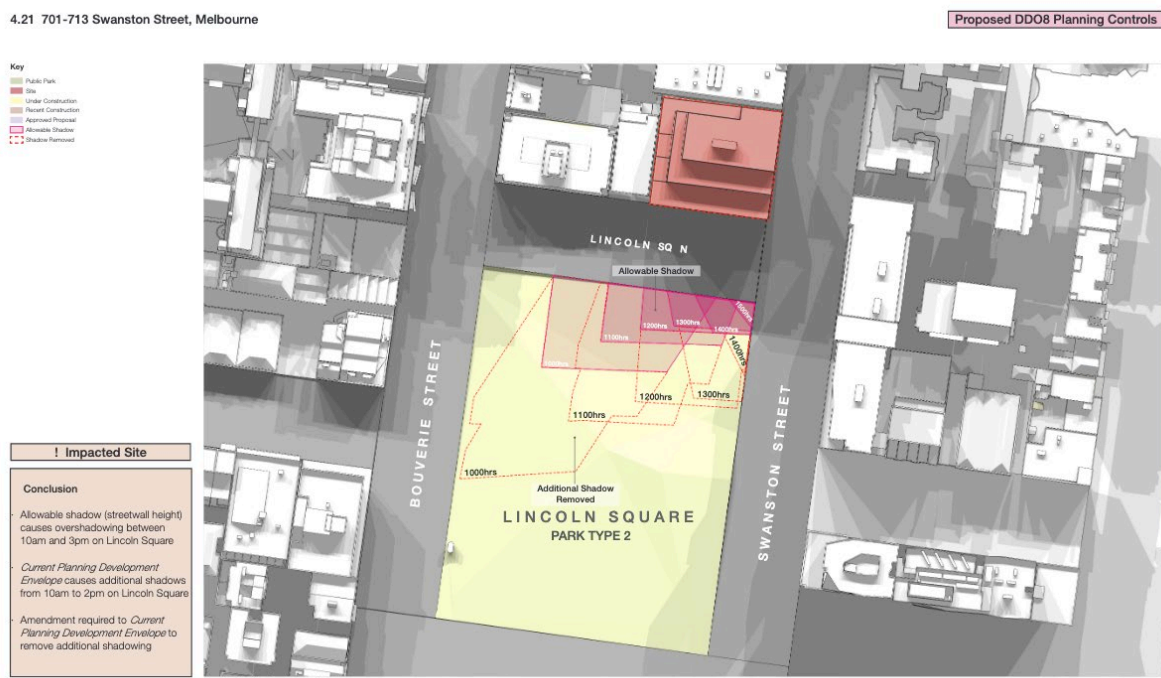 4.21 701-713 Swanston Street, Melbourne
Proposed DDO8 Planning Controls
Key
Public Park
Site
Under Construction
Recent Construction
Approved Proposal
Allowable Shadow
Shadow Removed
LINCOLN SQ N
Allowable Shadow
1500hrs
1200hrs
1300hrs
1400hrs
1100hrs
1400hrs
1200hrs
1300hrs
1100hrs
1000hrs
Additional Shadow
Removed
LINCOLN SQUARE
PARK TYPE 2
BOUVERIE STREET
SWANSTON STREET
! Impacted Site
Conclusion
Allowable shadow (streetwall height)
causes overshadowing between
10am and 3pm on Lincoln Square
Current Planning Development
Envelope causes additional shadows
from 10am to 2pm on Lincoln Square
Amendment required to Current
Planning Development Envelope to
remove additional shadowing